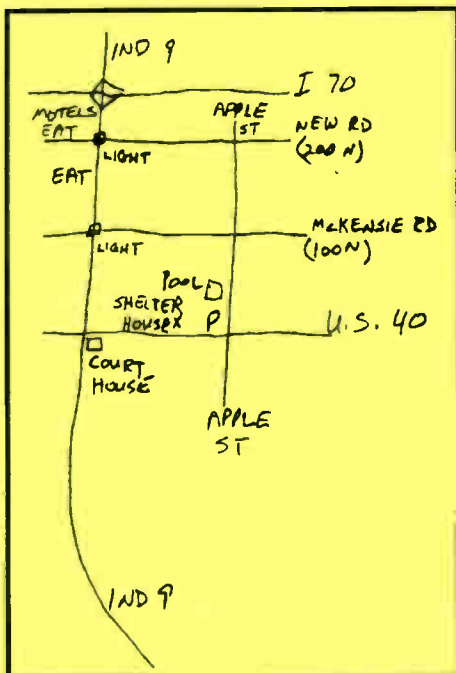 IND 9
I 70
MOTELS
EAT
APPLE
ST
NEW RD
(200 N)
LIGHT
EAT
McKENSIE RD
(100N)
LIGHT
POOL
SHELTER
HOUSE X
P
U.S. 40
COURT
HOUSE
APPLE
ST
IND 9